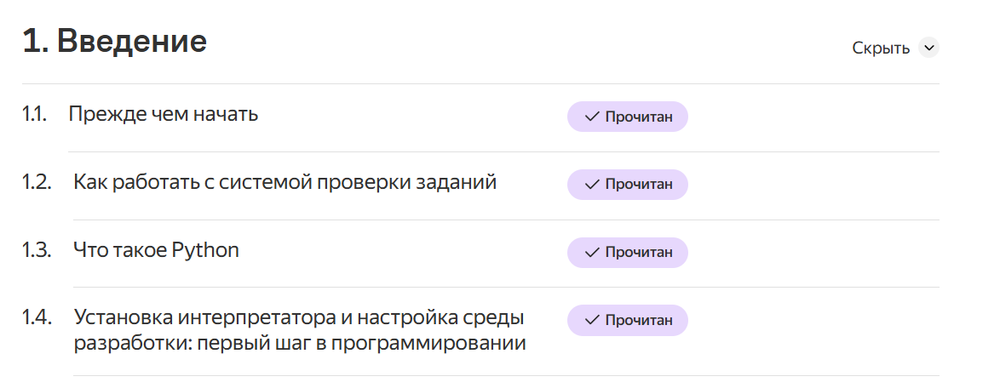 1. Введение
Скрыть
1.1. Прежде чем начать
Прочитан
1.2. Как работать с системой проверки заданий
Прочитан
1.3. Что такое Python
Прочитан
1.4. Установка интерпретатора и настройка среды
разработки: первый шаг в программировании
Прочитан